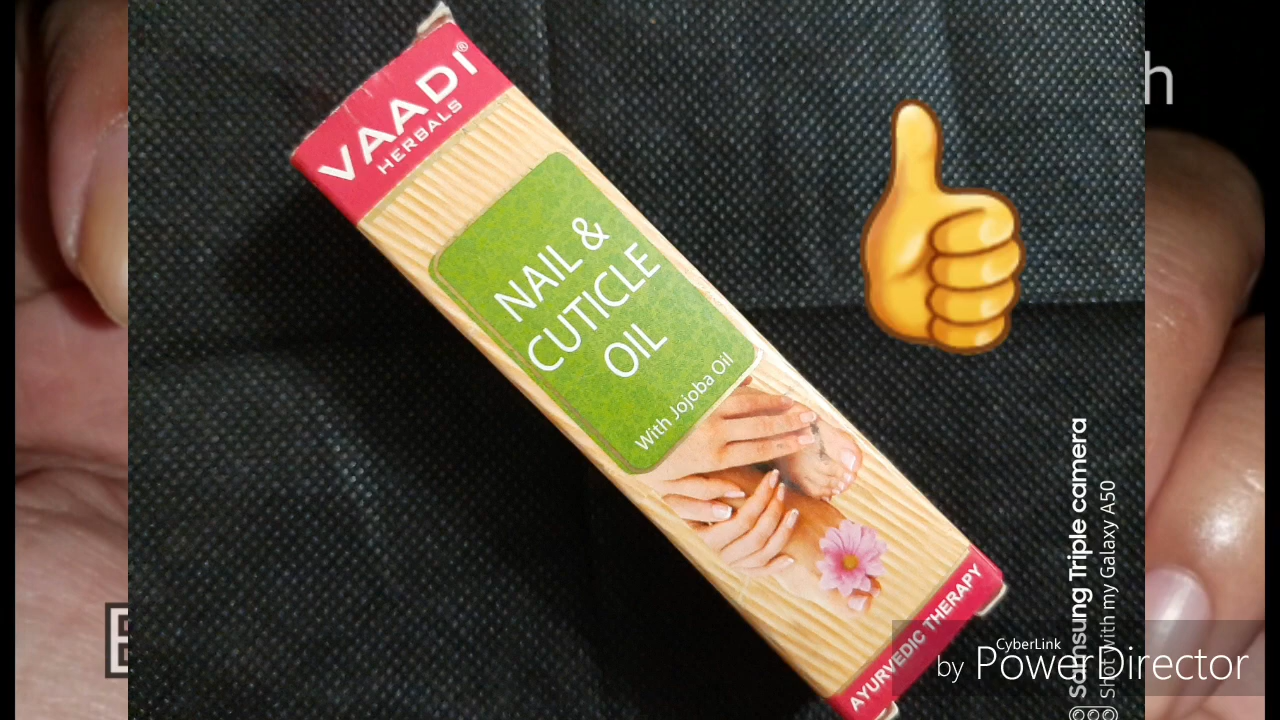 VAADI®
HERBALS
NAIL &
CUTICLE
OIL
With Jojoba Oil
AYURVEDIC THERAPY
h
Samsung Triple camera
Shot with my Galaxy A50
CyberLink
by PowerDirector